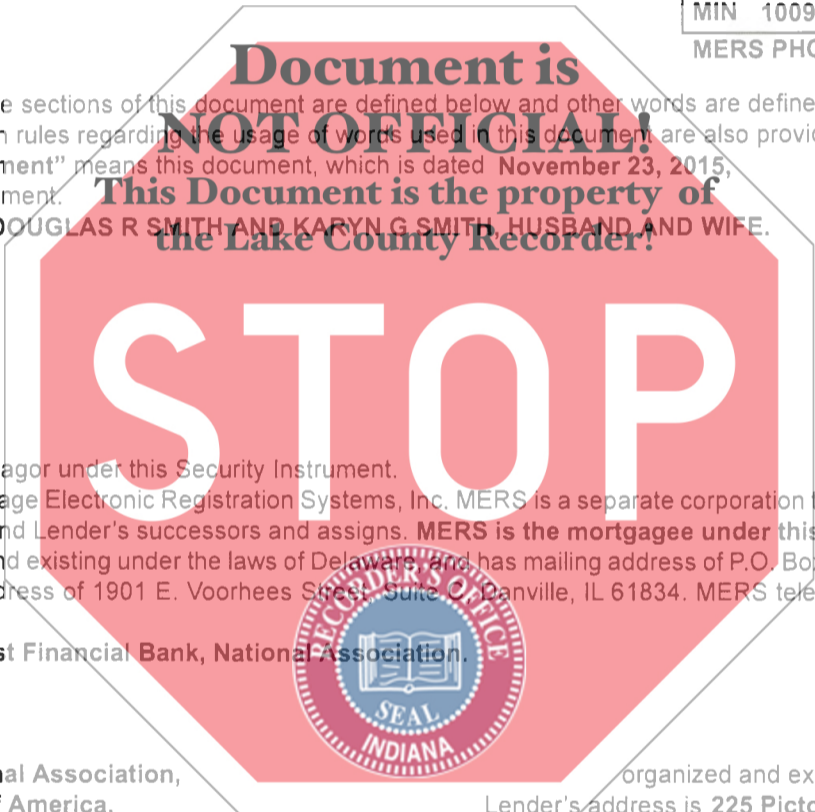 MIN 1009
MERS PHO
Document is
e sections of this document are defined below and other words are define
NOT OFFICIAL!
n rules regarding the usage of words used in this document are also provid
ment" means this document, which is dated November 23, 2015,
This Document is the property of
ment.
DOUGLAS R SMITH AND KARYN G SMITH, HUSBAND AND WIFE.
the Lake County Recorder!
STOP
agor under this Security Instrument.
age Electronic Registration Systems, Inc. MERS is a separate corporation t
nd Lender's successors and assigns. MERS is the mortgagee under this
d existing under the laws of Delaware, and has mailing address of P.O. Bo
dress of 1901 E. Voorhees Street, Suite C, Danville, IL 61834. MERS tele
RECORDER'S OFFICE
st Financial Bank, National Association.
SEAL
INDIANA
nal Association,
organized and ex
f America.
Lender's address is 225 Picto